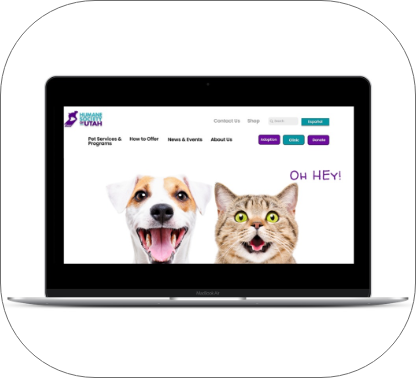 HUMANE
SOCIETY
OF UTAH
Contact Us Shop Search Español
Pet Services &
Programs
How to Offer News & Events About Us
Adoption Clinic Donate
OH HEY!
MacBook Air